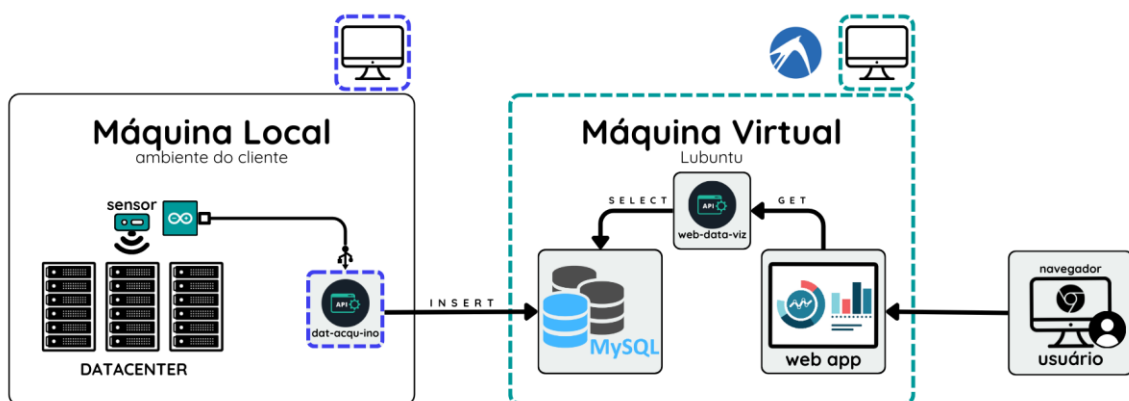 Máquina Local
ambiente do cliente
sensor
API
dat-acqu-ino
DATACENTER
INSERT
Máquina Virtual
Lubuntu
SELECT
API
web-data-viz
GET
MySQL
web app
navegador
usuário